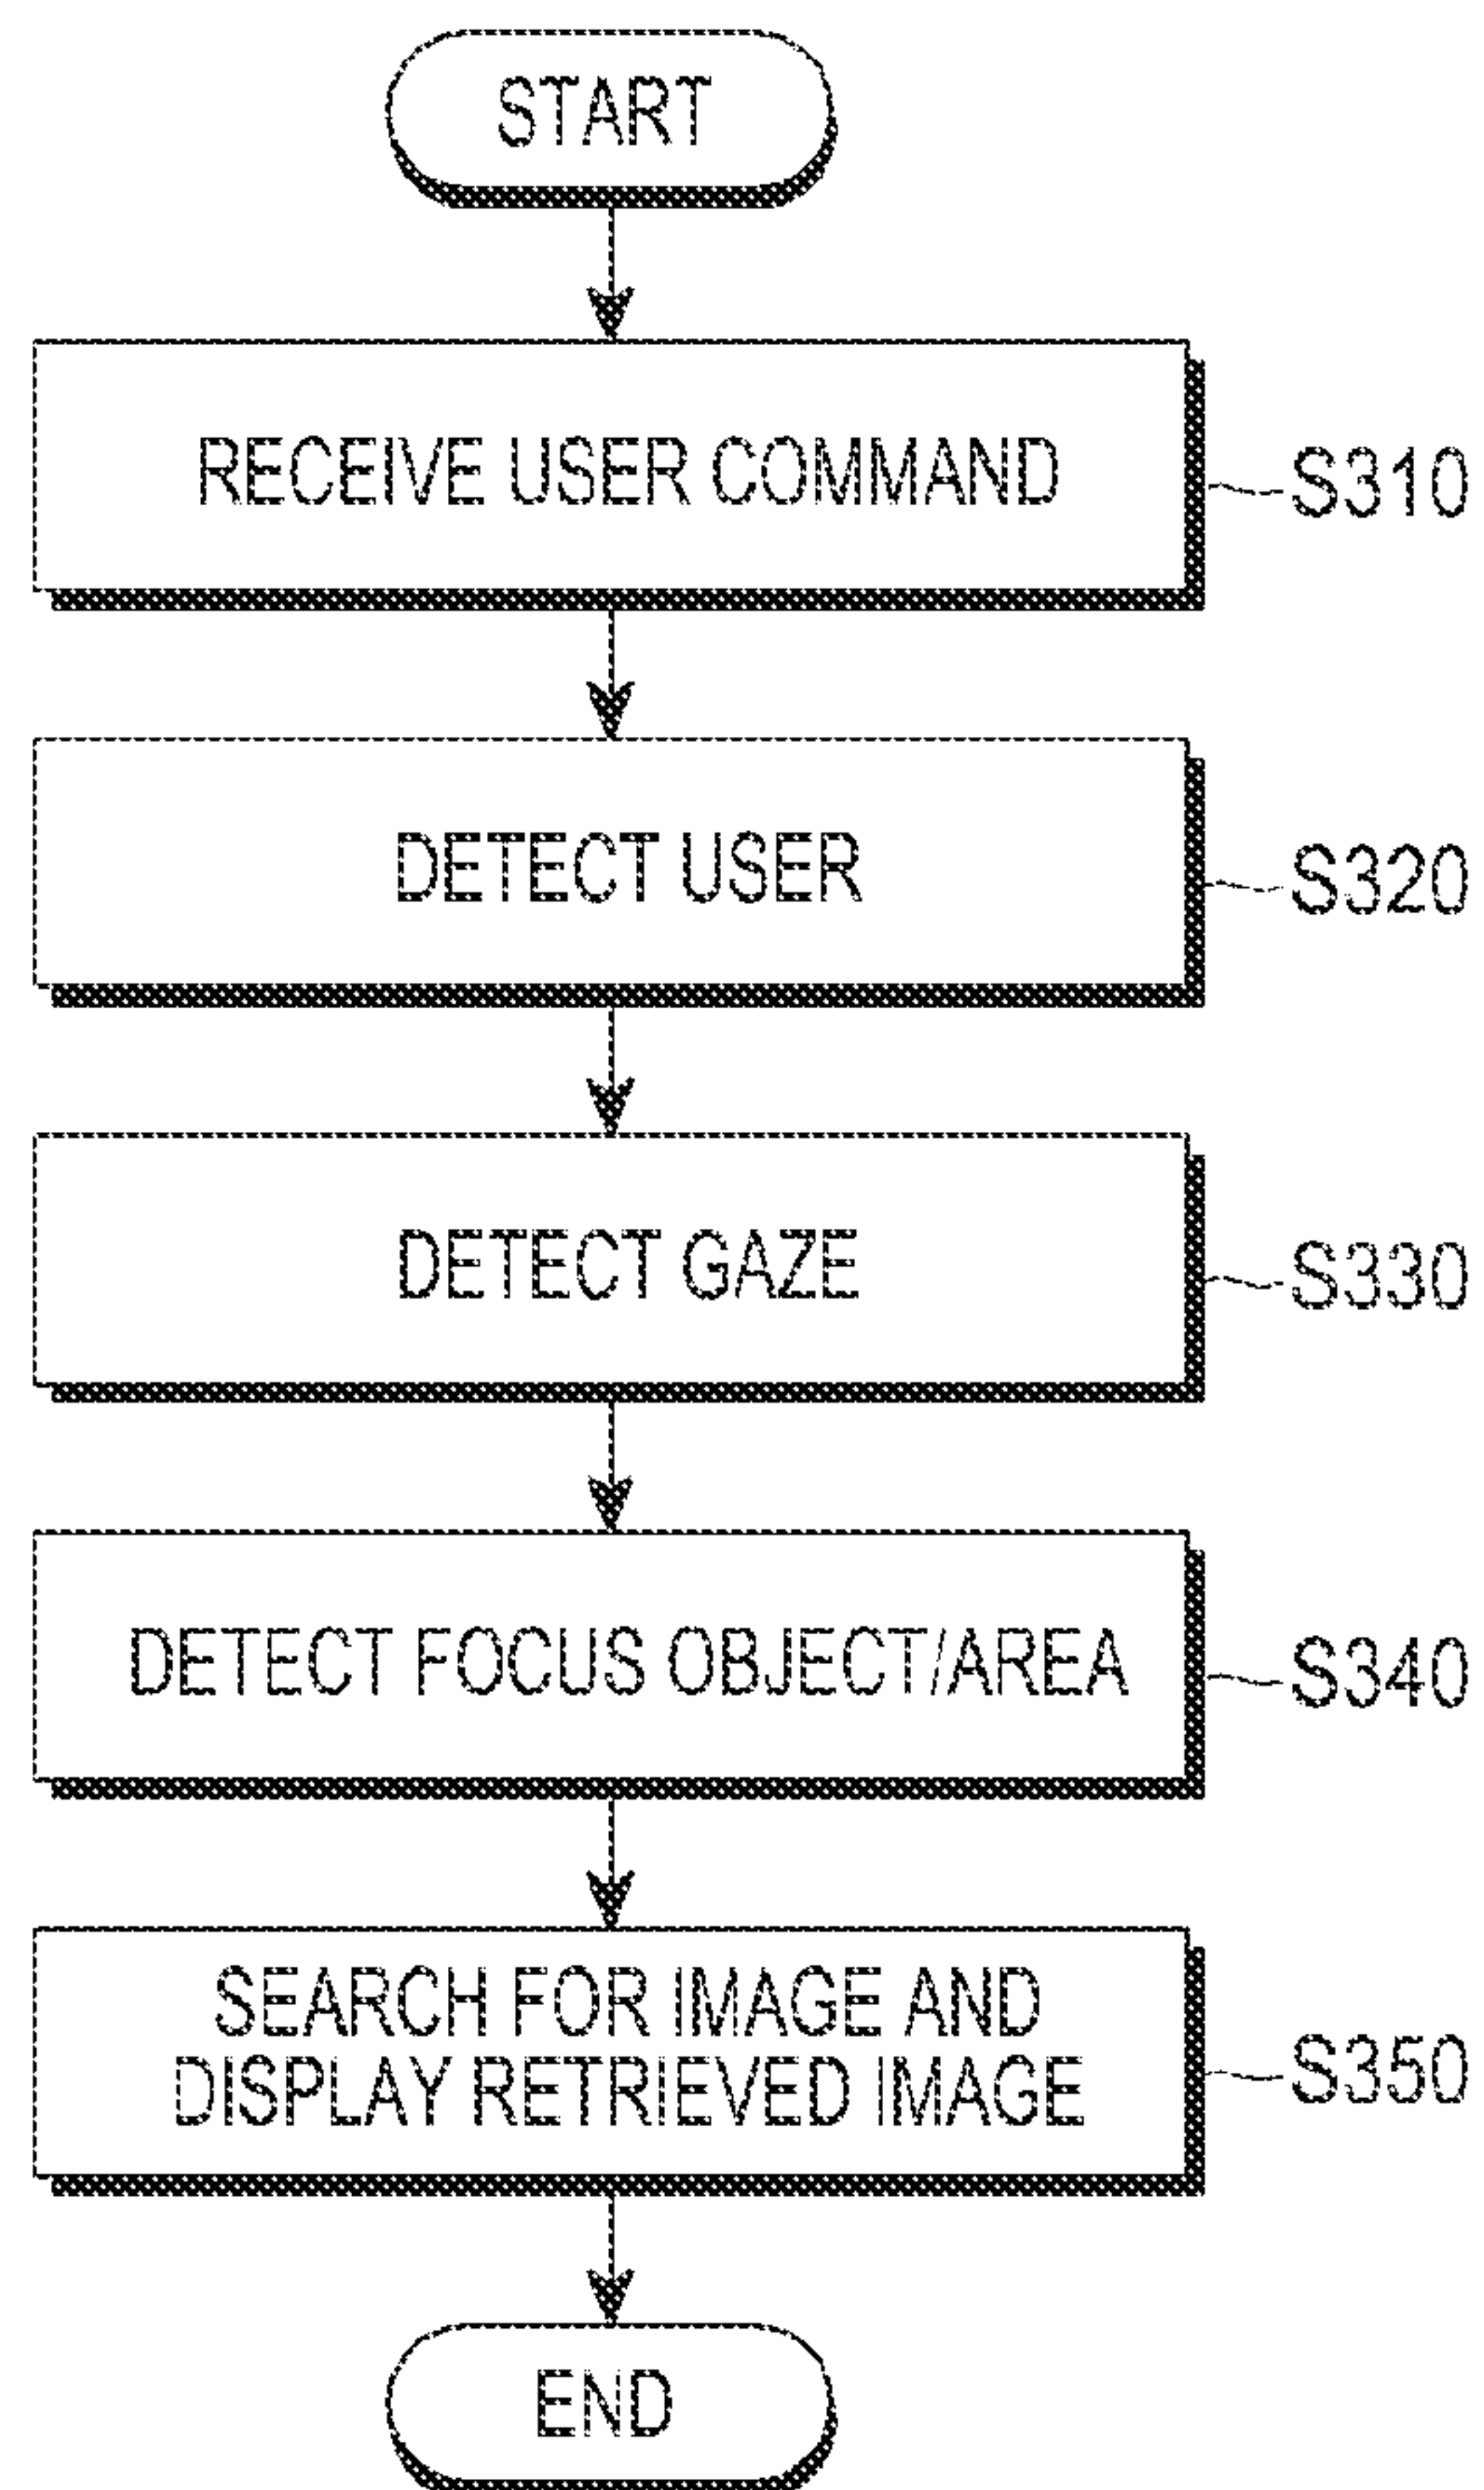 START
RECEIVE USER COMMAND
S310
DETECT USER
S320
DETECT GAZE
S330
DETECT FOCUS OBJECT/AREA
S340
SEARCH FOR IMAGE AND
DISPLAY RETRIEVED IMAGE
S350
END